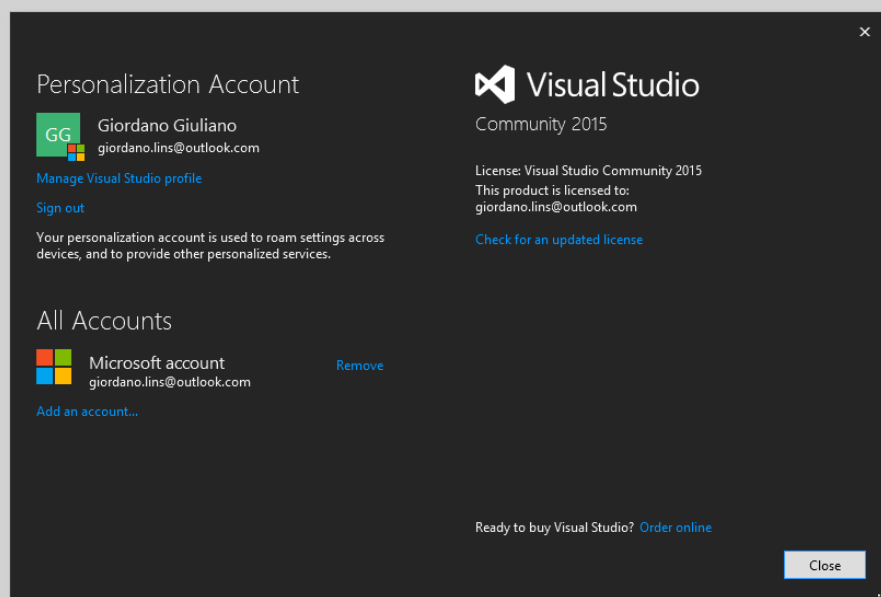 Personalization Account
GG
Giordano Giuliano
giordano.lins@outlook.com
Manage Visual Studio profile
Sign out
Your personalization account is used to roam settings across
devices, and to provide other personalized services.
All Accounts
Microsoft account
giordano.lins@outlook.com
Remove
Add an account...
Visual Studio
Community 2015
License: Visual Studio Community 2015
This product is licensed to:
giordano.lins@outlook.com
Check for an updated license
Ready to buy Visual Studio? Order online
Close